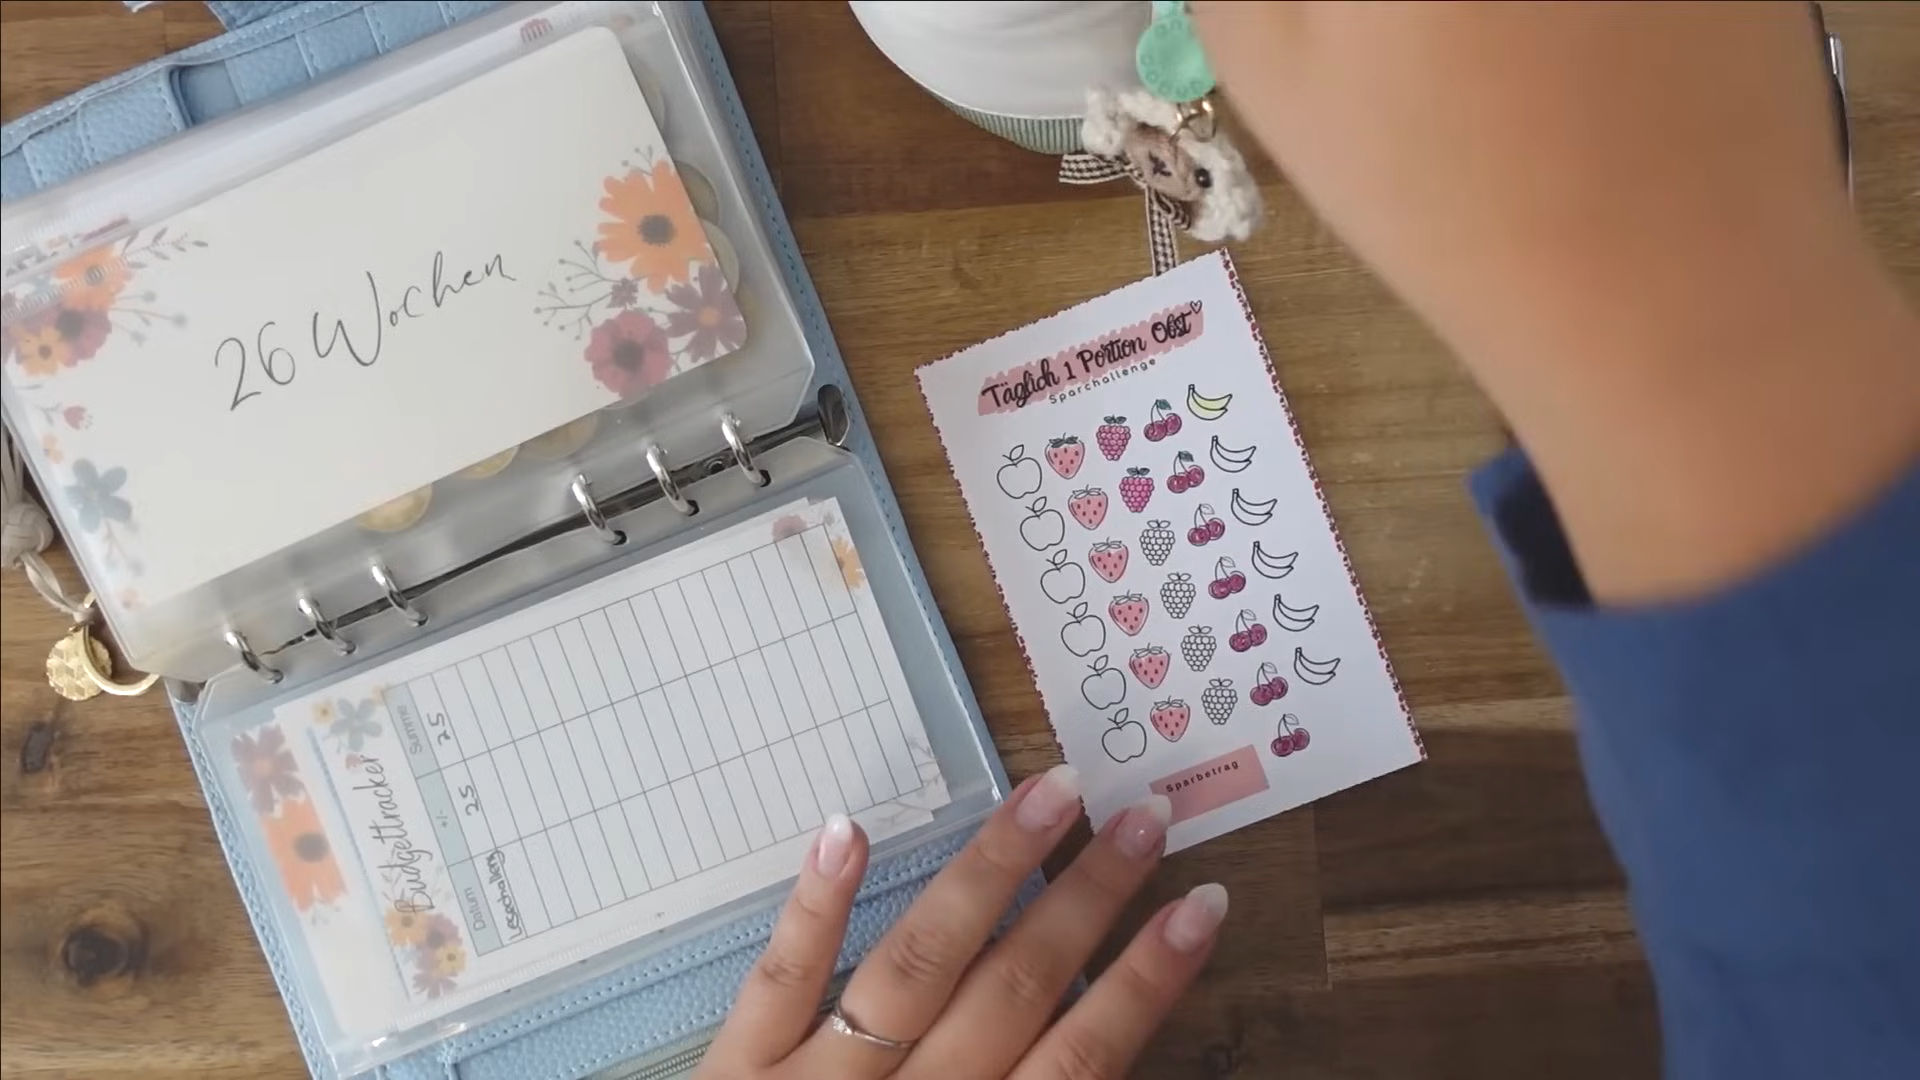 26 Wochen
Budgettracker
Datum +/- Summe
Lesechallenge 25 25
Täglich 1 Portion Obst
Sparchallenge
Sparbetrag